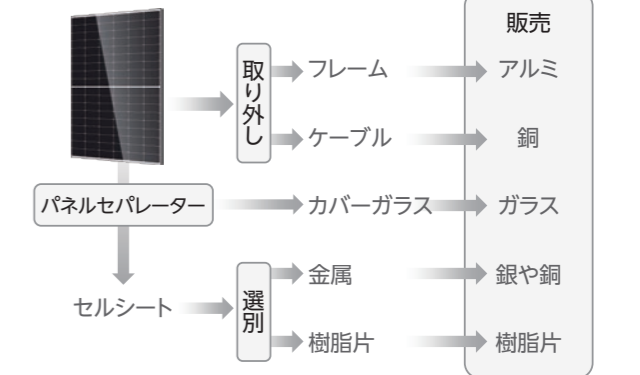 販売
取り外し
フレーム
アルミ
ケーブル
銅
パネルセパレーター
カバーガラス
ガラス
セルシート
選別
金属
銀や銅
樹脂片
樹脂片